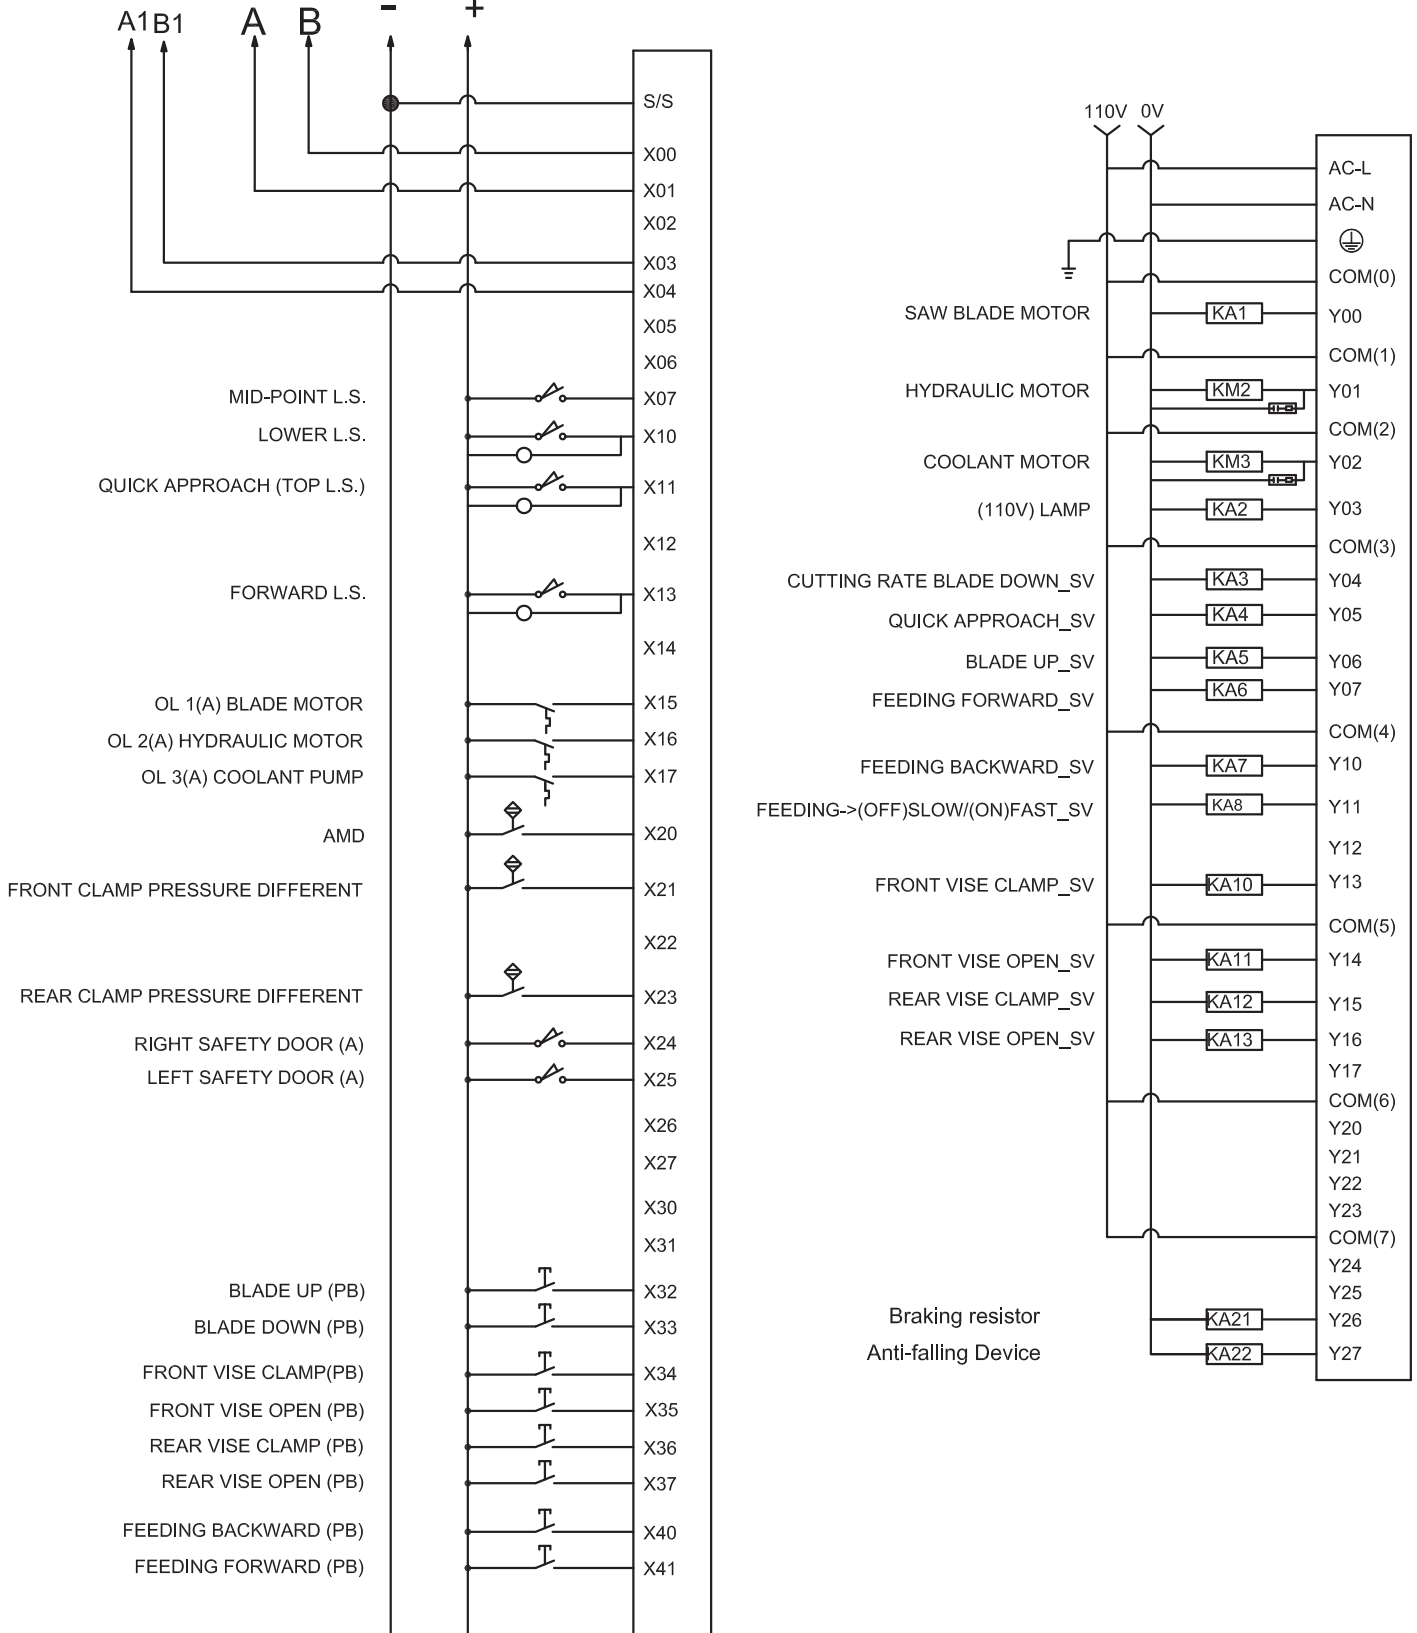 A1 B1 A B - +
S/S
X00
X01
X02
X03
X04
X05
X06
MID-POINT L.S. X07
LOWER L.S. X10
QUICK APPROACH (TOP L.S.) X11
X12
FORWARD L.S. X13
X14
OL 1(A) BLADE MOTOR X15
OL 2(A) HYDRAULIC MOTOR X16
OL 3(A) COOLANT PUMP X17
AMD X20
FRONT CLAMP PRESSURE DIFFERENT X21
X22
REAR CLAMP PRESSURE DIFFERENT X23
RIGHT SAFETY DOOR (A) X24
LEFT SAFETY DOOR (A) X25
X26
X27
X30
X31
BLADE UP (PB) X32
BLADE DOWN (PB) X33
FRONT VISE CLAMP(PB) X34
FRONT VISE OPEN (PB) X35
REAR VISE CLAMP (PB) X36
REAR VISE OPEN (PB) X37
FEEDING BACKWARD (PB) X40
FEEDING FORWARD (PB) X41
110V 0V
AC-L
AC-N
COM(0)
SAW BLADE MOTOR KA1 Y00
COM(1)
HYDRAULIC MOTOR KM2 Y01
COM(2)
COOLANT MOTOR KM3 Y02
(110V) LAMP KA2 Y03
COM(3)
CUTTING RATE BLADE DOWN_SV KA3 Y04
QUICK APPROACH_SV KA4 Y05
BLADE UP_SV KA5 Y06
FEEDING FORWARD_SV KA6 Y07
COM(4)
FEEDING BACKWARD_SV KA7 Y10
FEEDING->(OFF)SLOW/(ON)FAST_SV KA8 Y11
Y12
FRONT VISE CLAMP_SV KA10 Y13
COM(5)
FRONT VISE OPEN_SV KA11 Y14
REAR VISE CLAMP_SV KA12 Y15
REAR VISE OPEN_SV KA13 Y16
Y17
COM(6)
Y20
Y21
Y22
Y23
COM(7)
Y24
Y25
Braking resistor KA21 Y26
Anti-falling Device KA22 Y27